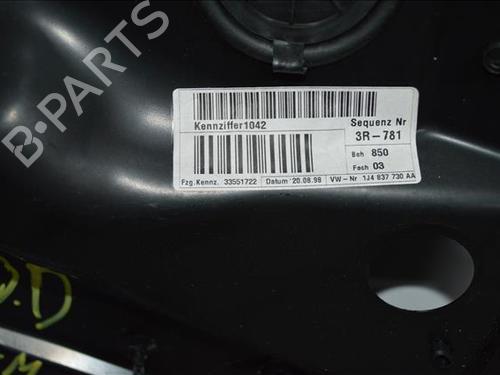 B-PARTS
Kennziffer1042
Sequenz Nr
3R-781
Beh 850
Fach 03
Fzg.Kennz. 33551722
Datum 20.08.99
VW-Nr 1J4 837 730 AA